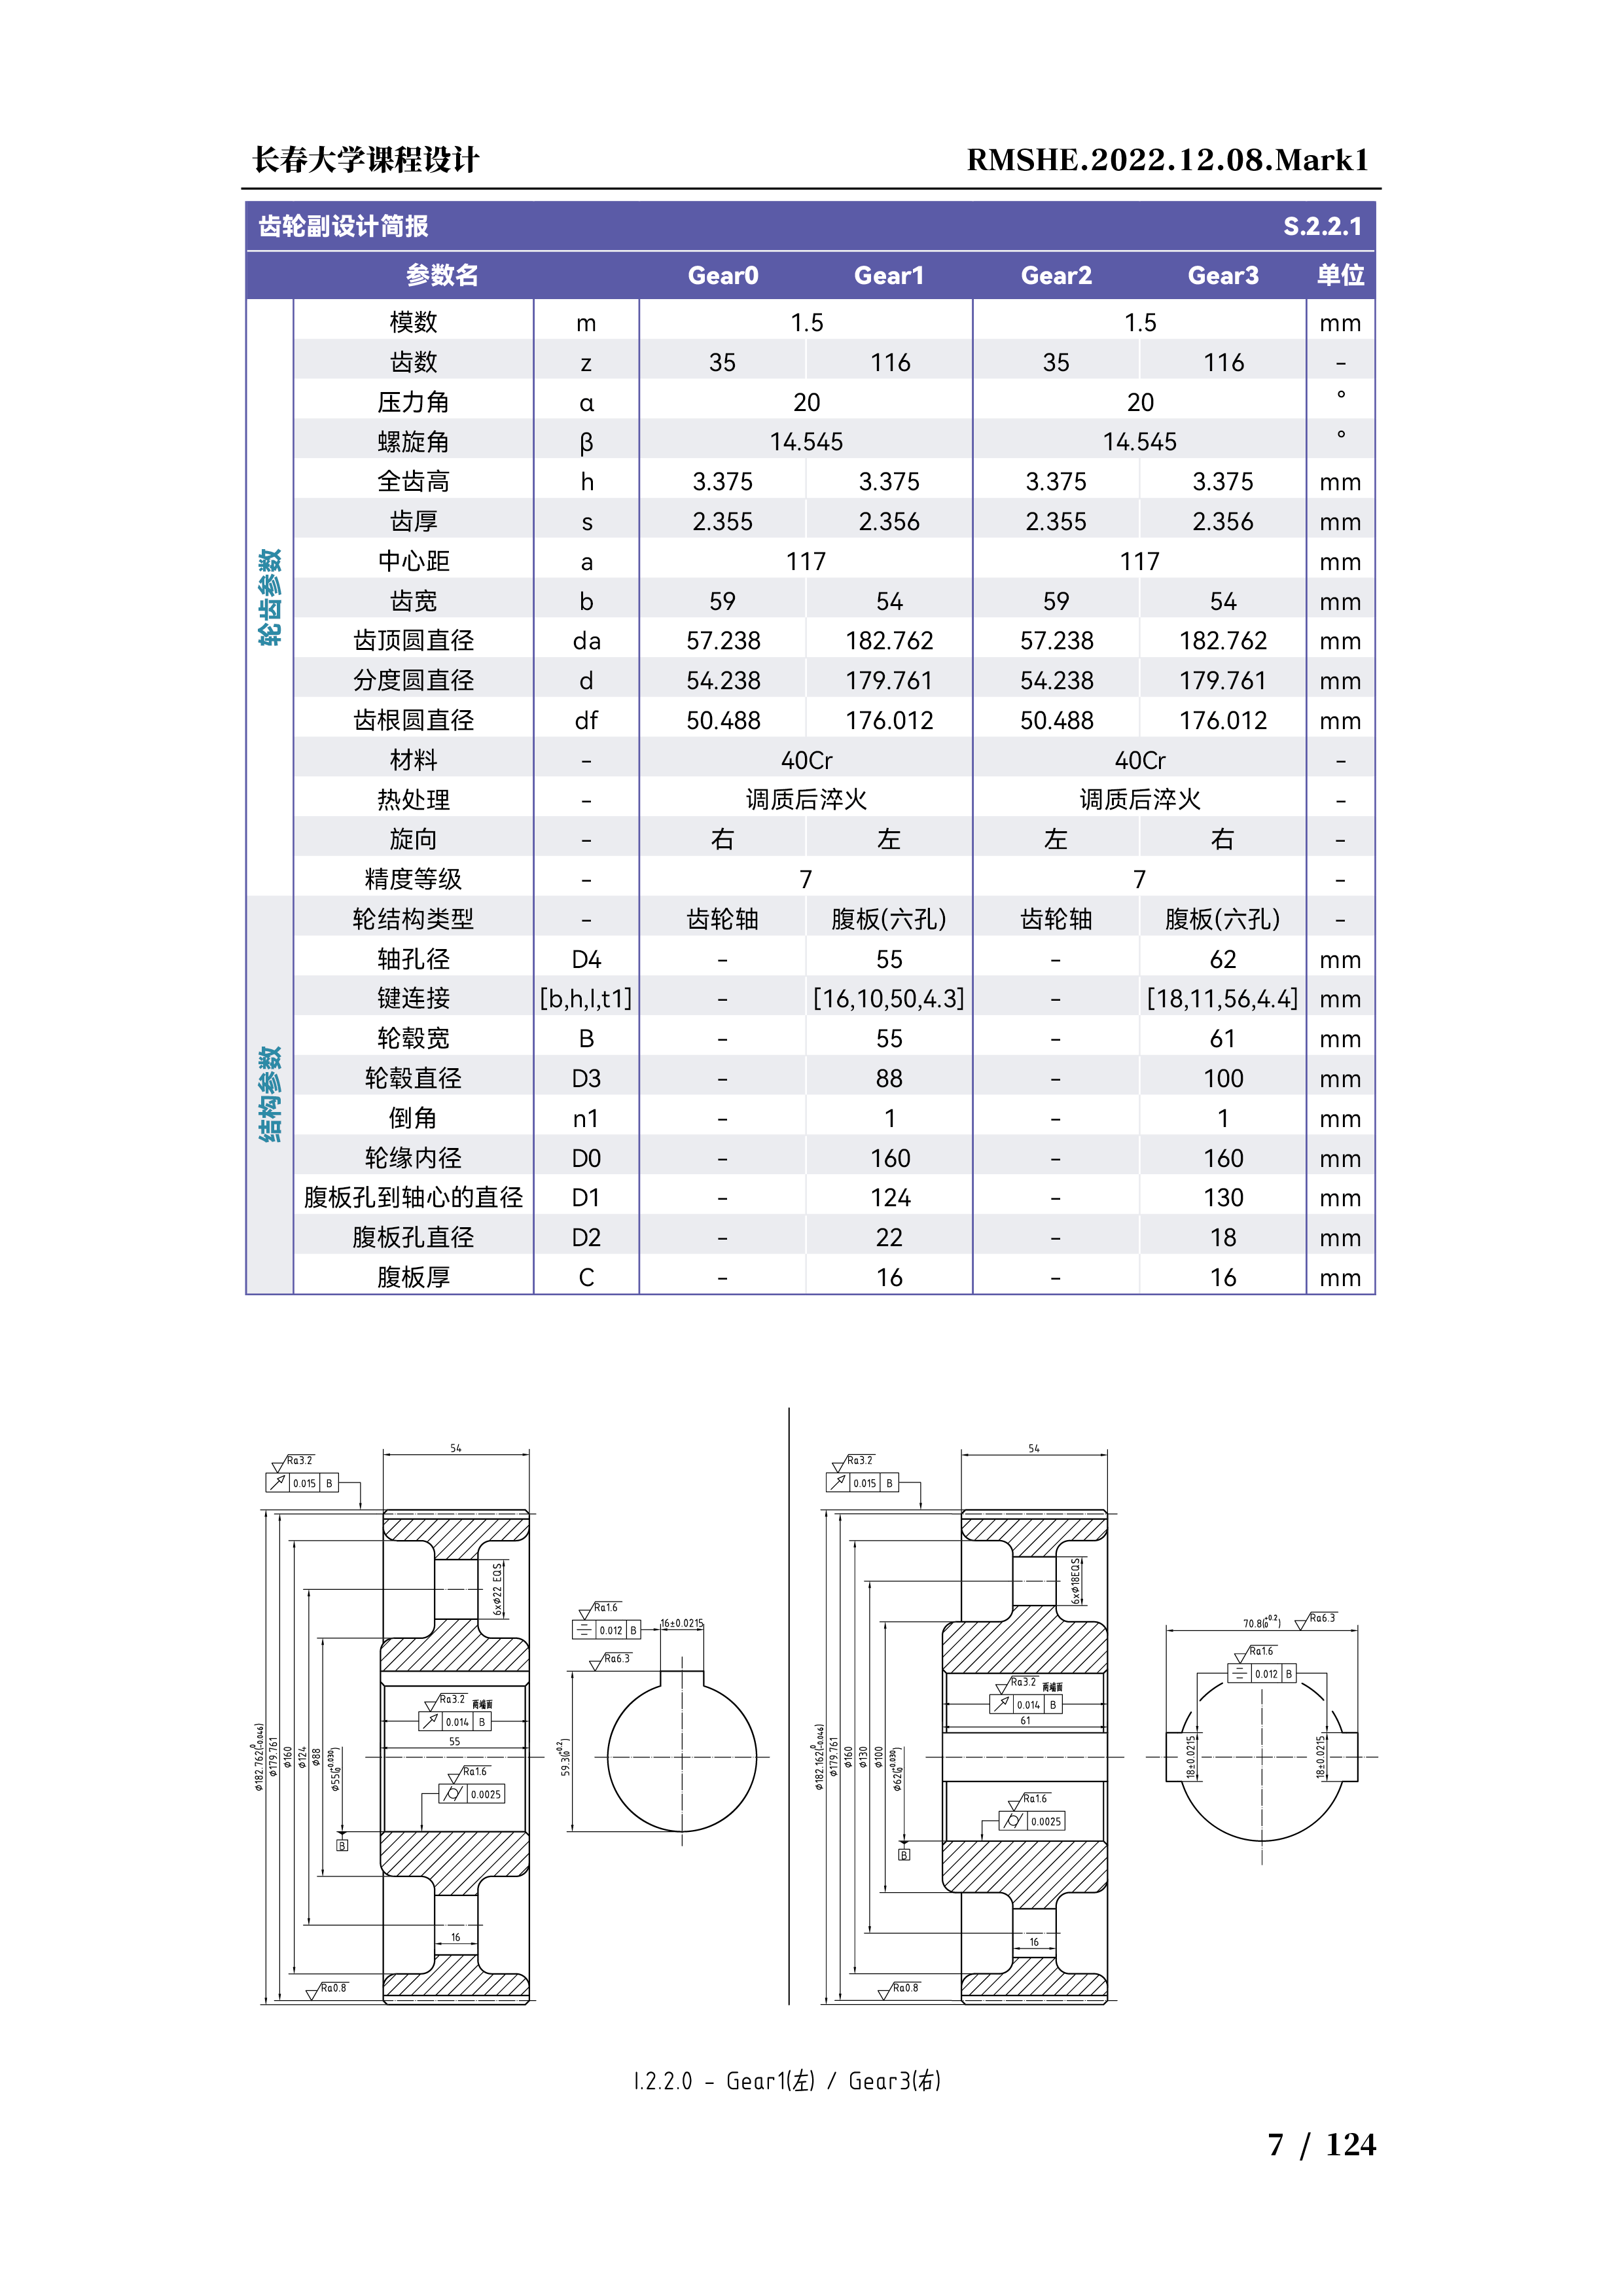 长春大学课程设计 RMSHE.2022.12.08.Mark1
齿轮副设计简报 S.2.2.1
参数名 Gear0 Gear1 Gear2 Gear3 单位
轮齿参数
模数 m 1.5 1.5 mm
齿数 z 35 116 35 116 -
压力角 α 20 20 °
螺旋角 β 14.545 14.545 °
全齿高 h 3.375 3.375 3.375 3.375 mm
齿厚 s 2.355 2.356 2.355 2.356 mm
中心距 a 117 117 mm
齿宽 b 59 54 59 54 mm
齿顶圆直径 da 57.238 182.762 57.238 182.762 mm
分度圆直径 d 54.238 179.761 54.238 179.761 mm
齿根圆直径 df 50.488 176.012 50.488 176.012 mm
材料 - 40Cr 40Cr -
热处理 - 调质后淬火 调质后淬火 -
旋向 - 右 左 左 右 -
精度等级 - 7 7 -
结构参数
轮结构类型 - 齿轮轴 腹板(六孔) 齿轮轴 腹板(六孔) -
轴孔径 D4 - 55 - 62 mm
键连接 [b,h,l,t1] - [16,10,50,4.3] - [18,11,56,4.4] mm
轮毂宽 B - 55 - 61 mm
轮毂直径 D3 - 88 - 100 mm
倒角 n1 - 1 - 1 mm
轮缘内径 D0 - 160 - 160 mm
腹板孔到轴心的直径 D1 - 124 - 130 mm
腹板孔直径 D2 - 22 - 18 mm
腹板厚 C - 16 - 16 mm
54
Ra3.2
0.015 B
6xØ22 EQS
Ra3.2 两端面
0.014 B
55
Ra1.6
0.0025
Ø182.762(0 -0.046)
Ø179.761
Ø160
Ø124
Ø88
Ø55(+0.030 0)
B
16
Ra0.8
Ra1.6
0.012 B
16±0.0215
Ra6.3
59.3(+0.2 0)
54
Ra3.2
0.015 B
6xØ18EQS
Ra3.2 两端面
0.014 B
61
Ra1.6
0.0025
Ø182.162(0 -0.046)
Ø179.761
Ø160
Ø130
Ø100
Ø62(+0.030 0)
B
16
Ra0.8
70.8(+0.2 0) Ra6.3
Ra1.6
0.012 B
18±0.0215
18±0.0215
I.2.2.0 - Gear1(左) / Gear3(右)
7 / 124